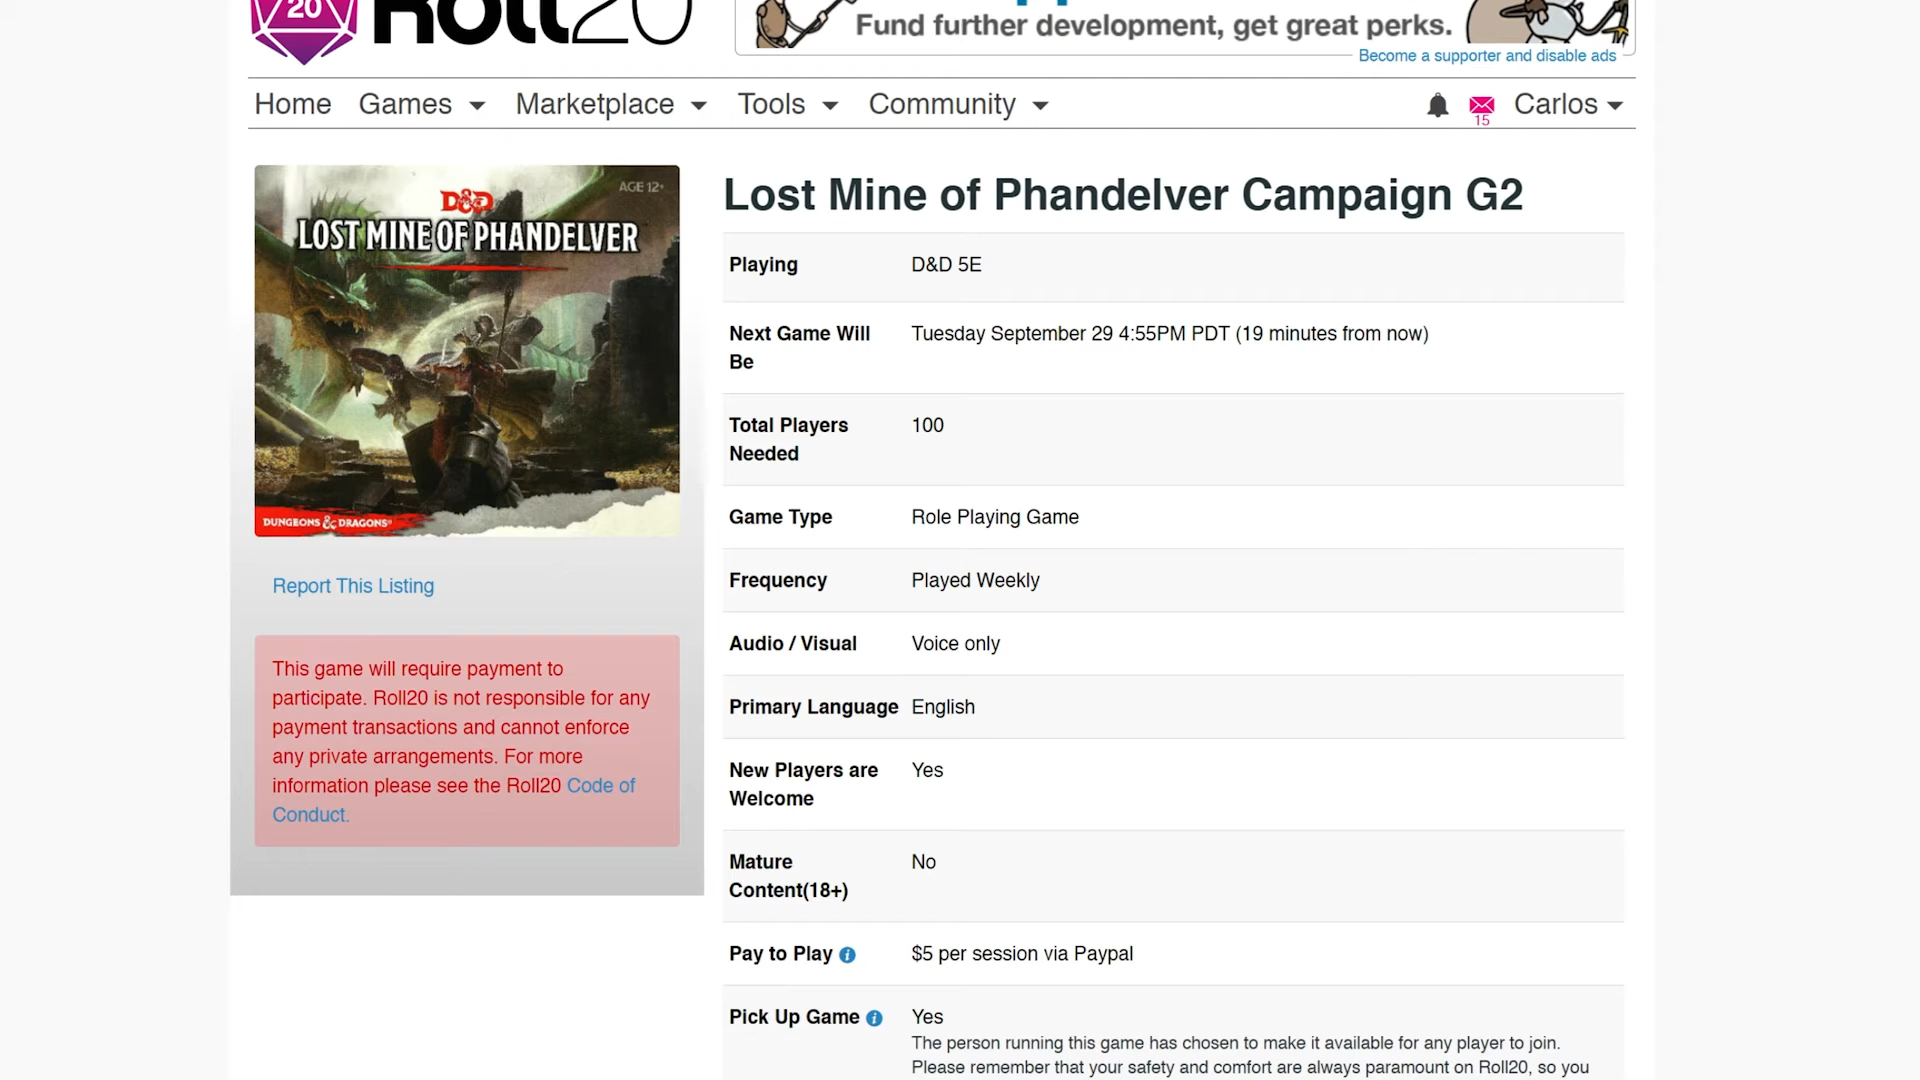 20 Roll20
Fund further development, get great perks.
Become a supporter and disable ads
Home Games Marketplace Tools Community Carlos
15
AGE 12+
D&D
LOST MINE OF PHANDELVER
DUNGEONS & DRAGONS®
Report This Listing
This game will require payment to
participate. Roll20 is not responsible for any
payment transactions and cannot enforce
any private arrangements. For more
information please see the Roll20 Code of
Conduct.
Lost Mine of Phandelver Campaign G2
Playing D&D 5E
Next Game Will Tuesday September 29 4:55PM PDT (19 minutes from now)
Be
Total Players 100
Needed
Game Type Role Playing Game
Frequency Played Weekly
Audio / Visual Voice only
Primary Language English
New Players are Yes
Welcome
Mature No
Content(18+)
Pay to Play $5 per session via Paypal
Pick Up Game Yes
The person running this game has chosen to make it available for any player to join.
Please remember that your safety and comfort are always paramount on Roll20, so you